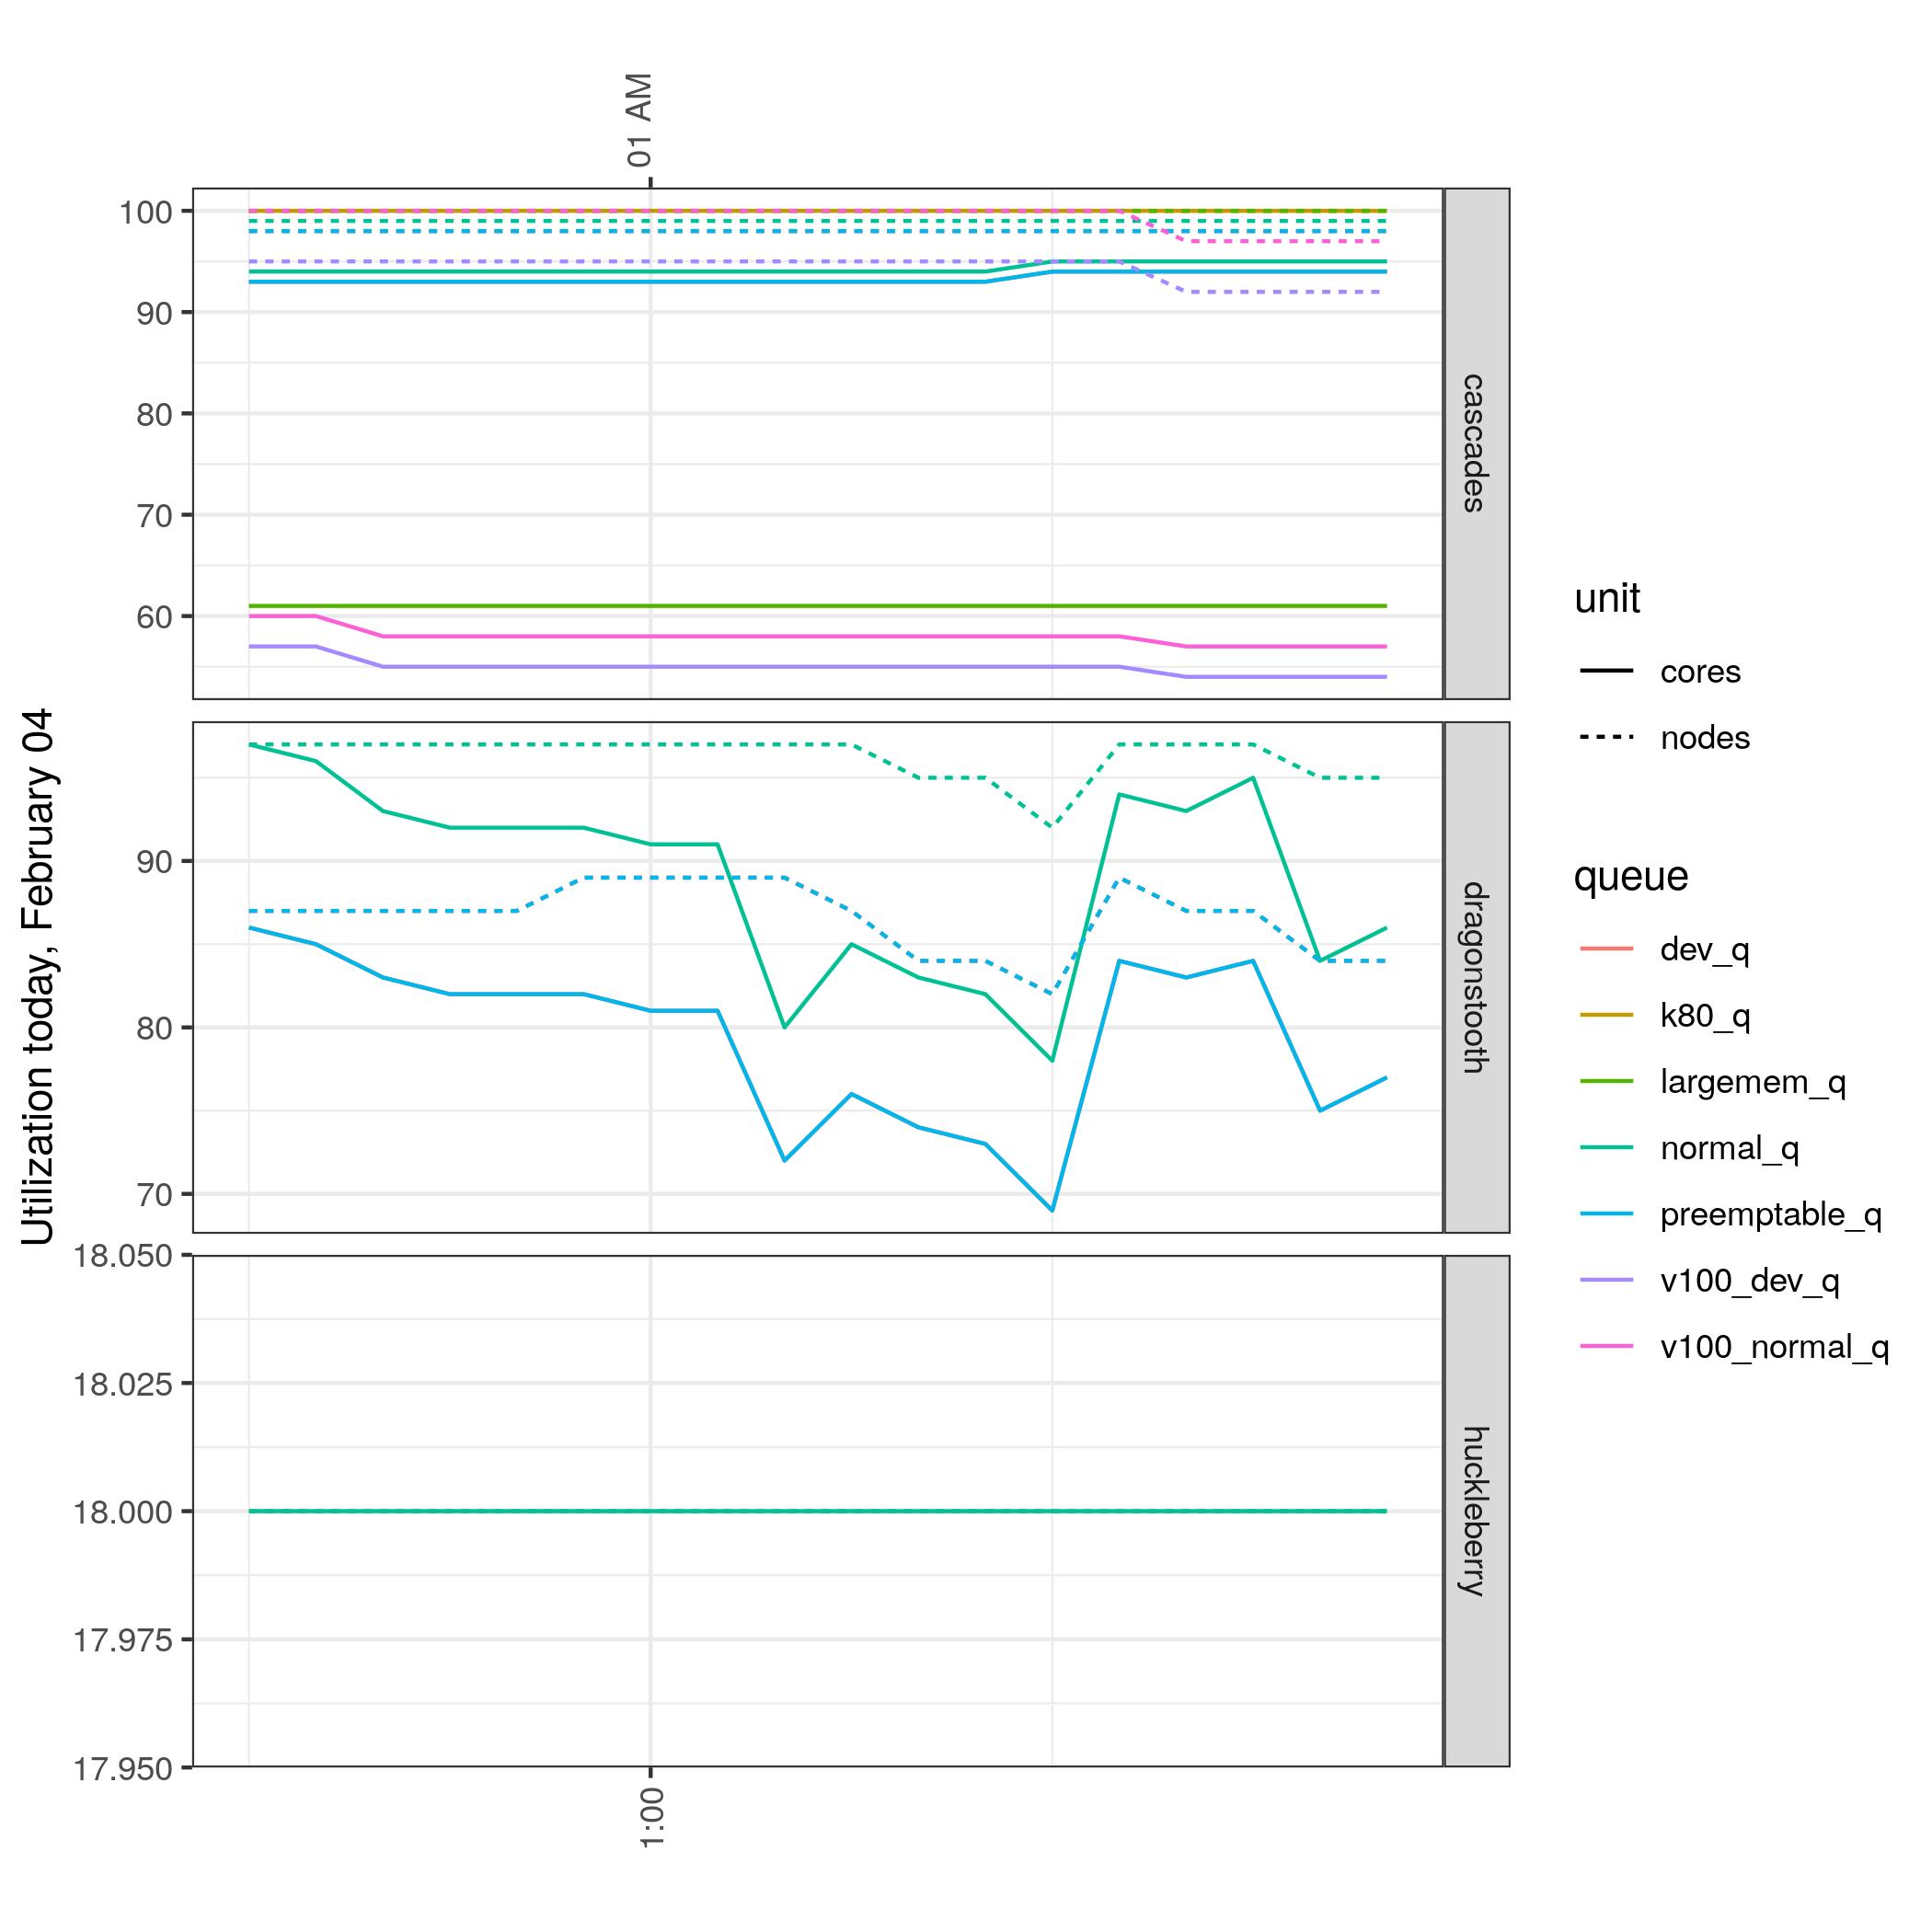 01 AM
100
90
80
70
60
cascades
90
80
70
dragonstooth
18.050
18.025
18.000
17.975
17.950
huckleberry
1:00
Utilization today, February 04
unit
cores
nodes
queue
dev_q
k80_q
largemem_q
normal_q
preemptable_q
v100_dev_q
v100_normal_q